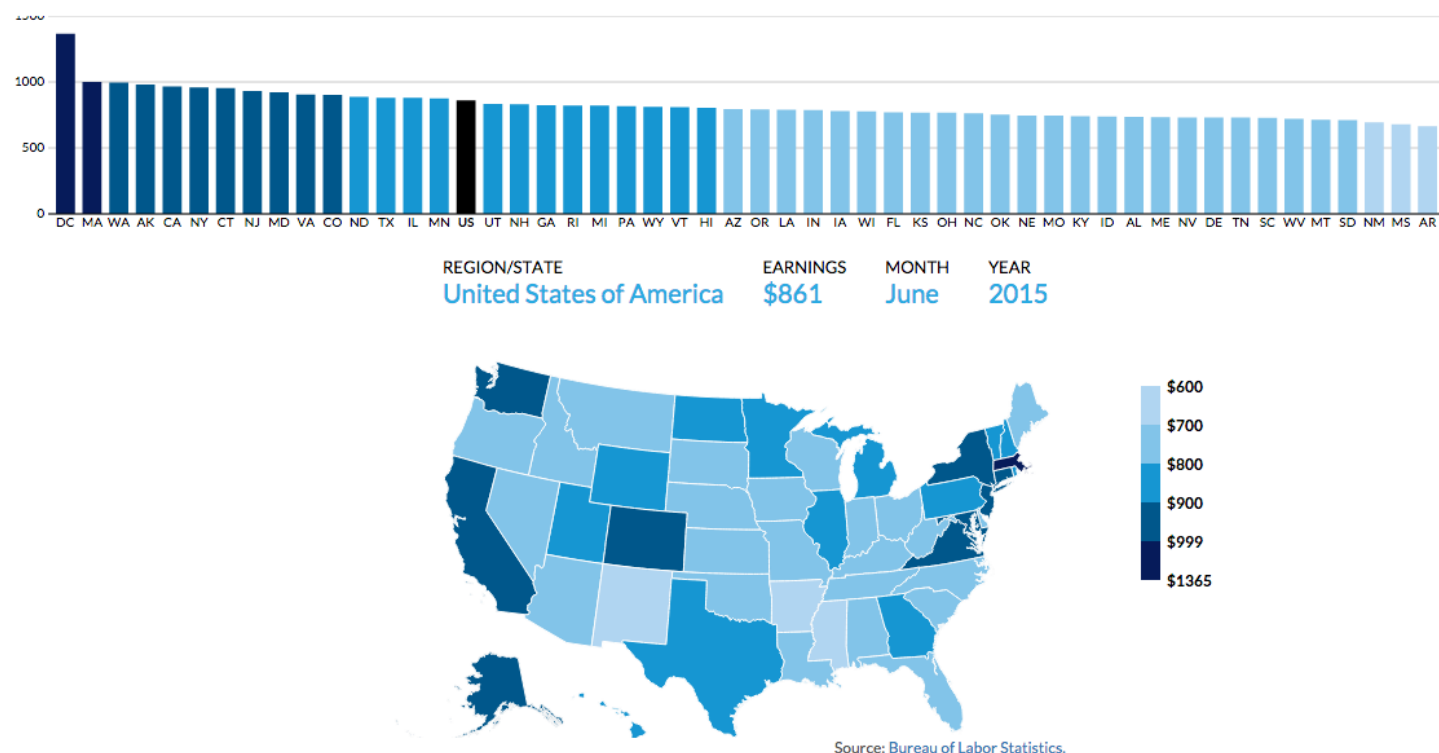 1500
1000
500
0
DC MA WA AK CA NY CT NJ MD VA CO ND TX IL MN US UT NH GA RI MI PA WY VT HI AZ OR LA IN IA WI FL KS OH NC OK NE MO KY ID AL ME NV DE TN SC WV MT SD NM MS AR
REGION/STATE EARNINGS MONTH YEAR
United States of America $861 June 2015
$600
$700
$800
$900
$999
$1365
Source: Bureau of Labor Statistics.